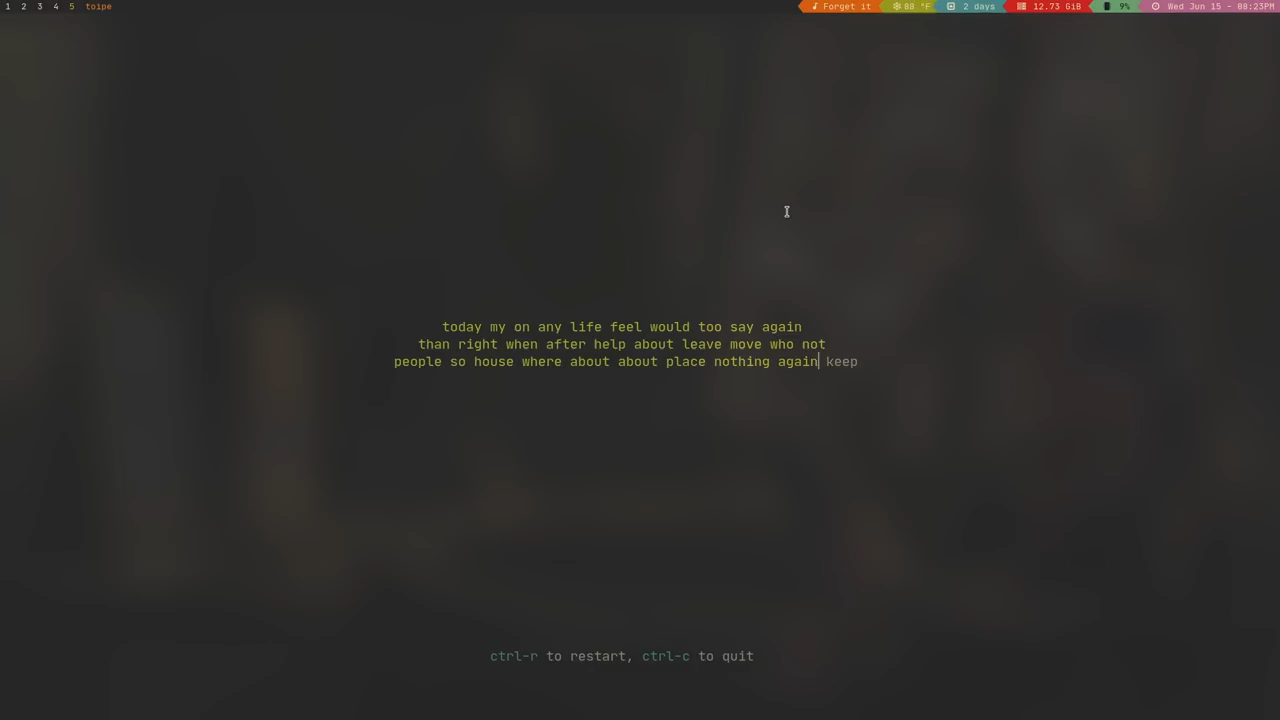 1 2 3 4 5 toipe Forget it 80 °F 2 days 12.73 GiB 9% Wed Jun 15 - 08:23PM
today my on any life feel would too say again
than right when after help about leave move who not
people so house where about about place nothing again keep
ctrl-r to restart, ctrl-c to quit